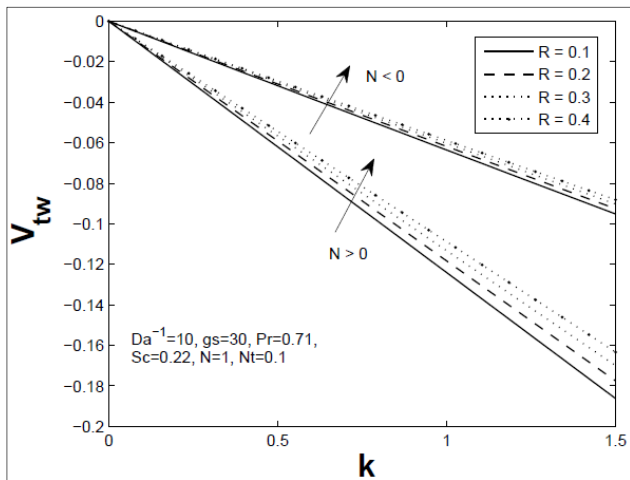 0
−0.02
−0.04
−0.06
−0.08
−0.1
−0.12
−0.14
−0.16
−0.18
−0.2
V_tw
R = 0.1
R = 0.2
R = 0.3
R = 0.4
N < 0
N > 0
Da⁻¹=10, gs=30, Pr=0.71,
Sc=0.22, N=1, Nt=0.1
0 0.5 1 1.5
k